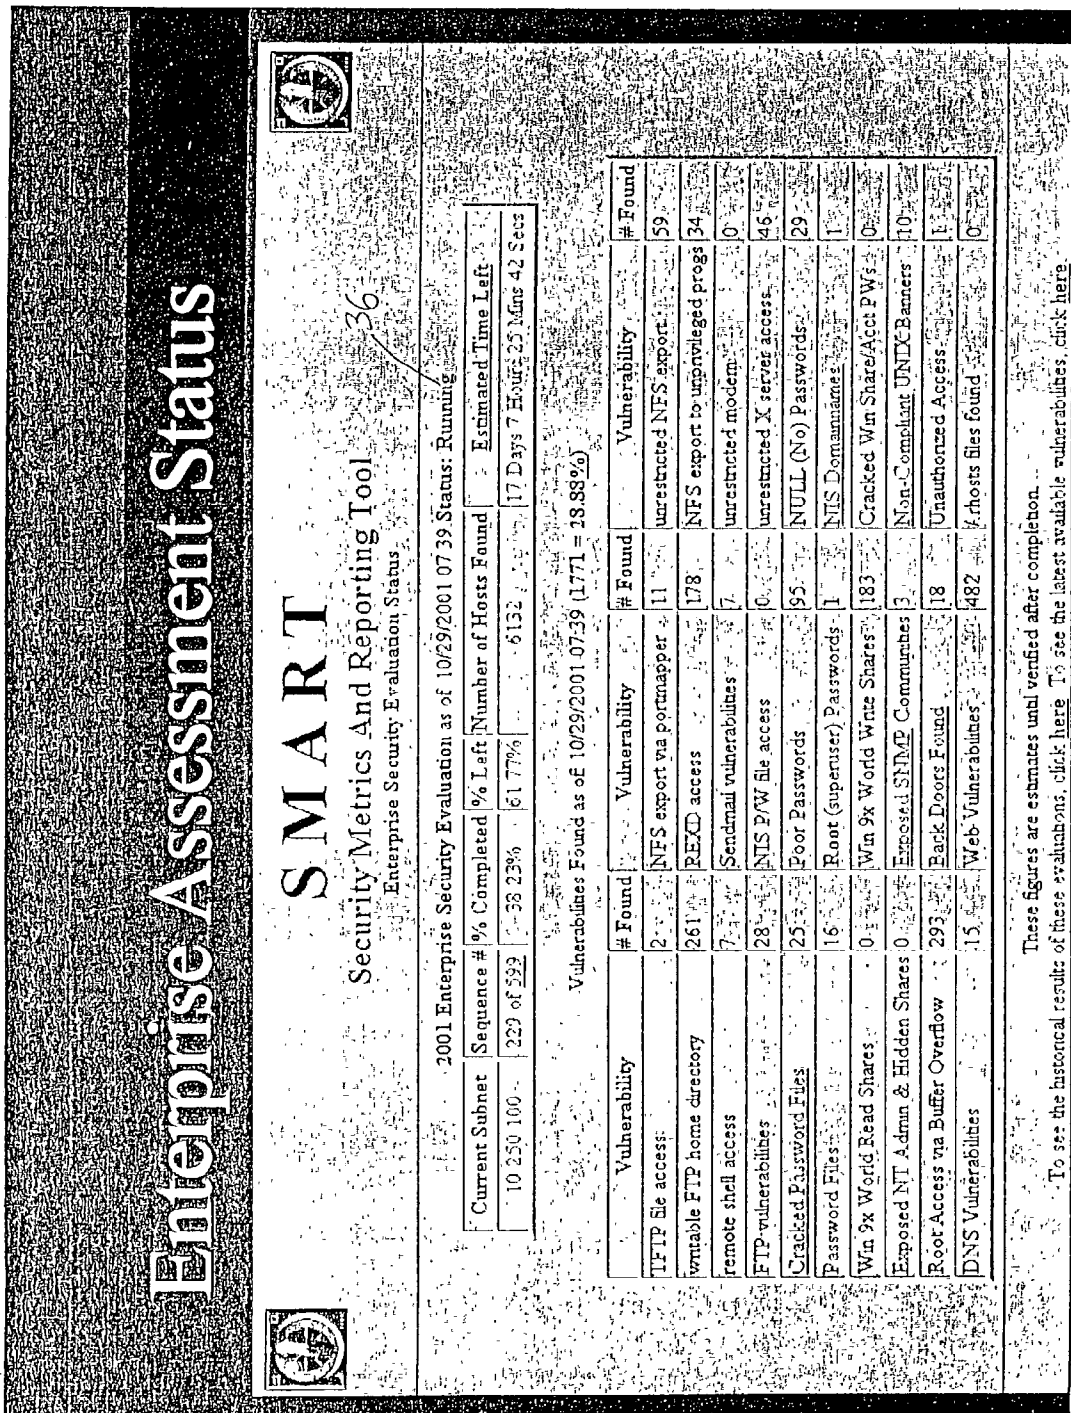 Enterprise Assessment Status
SMART
Security Metrics And Reporting Tool
Enterprise Security Evaluation Status
36
2001 Enterprise Security Evaluation as of 10/29/2001 07 39 Status: Running
Current Subnet Sequence # % Completed % Left Number of Hosts Found Estimated Time Left
10 250 100 229 of 599 38 23% 61 77% 6132 17 Days 7 Hours 25 Mins 42 Secs
Vulnerabilities Found as of 10/29/2001 07:39 (1771 = 28.88%)
Vulnerability # Found Vulnerability # Found Vulnerability # Found
TFTP file access 2 NFS export via portmapper 11 unrestricted NFS export 59
writable FTP home directory 261 REXD access 178 NFS export to unprivileged progs 34
remote shell access 7 Sendmail vulnerabilities 7 unrestricted modem 0
FTP vulnerabilities 28 NIS PW file access 0 unrestricted X server access 46
Cracked Password Files 25 Poor Passwords 95 NULL (No) Passwords 29
Password Files 16 Root (superuser) Passwords 1 NIS Domainnames 1
Win 9x World Read Shares 0 Win 9x World Write Shares 183 Cracked Win Share/Acct PWs 0
Exposed NT Admin & Hidden Shares 0 Exposed SNMP Communities 3 Non-Compliant UNIX Banners 10
Root Access via Buffer Overflow 293 Back Doors Found 18 Unauthorized Access 1
DNS Vulnerabilities 15 Web Vulnerabilities 482 /.rhosts files found 0
These figures are estimates until verified after completion
To see the historical results of these evaluations, click here To see the latest available vulnerabilities, click here